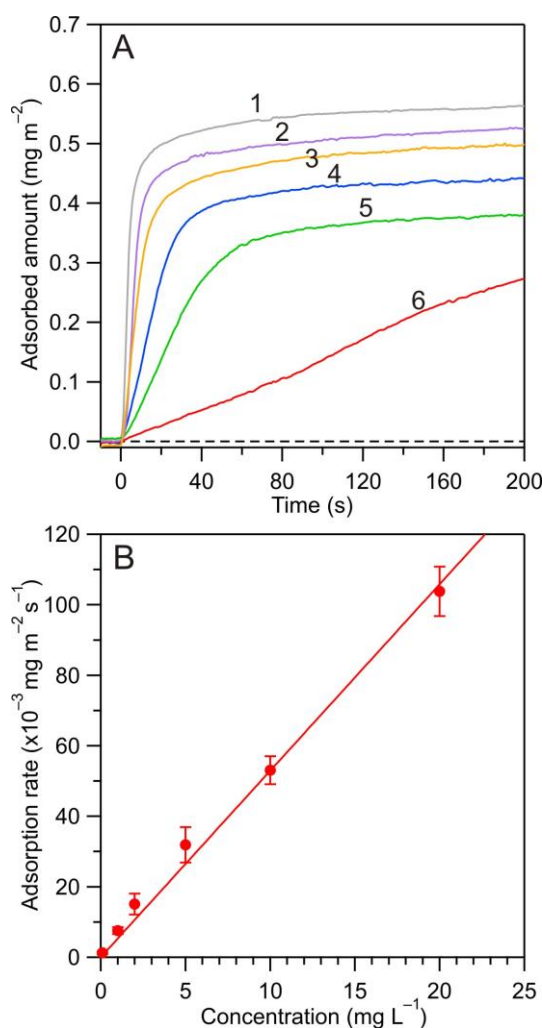 A
0.7
0.6
0.5
0.4
0.3
0.2
0.1
0.0
Adsorbed amount (mg m⁻²)
1
2
3
4
5
6
0 40 80 120 160 200
Time (s)
B
120
100
80
60
40
20
0
Adsorption rate (x10⁻³ mg m⁻² s⁻¹)
0 5 10 15 20 25
Concentration (mg L⁻¹)